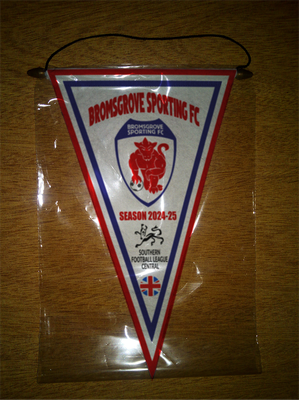 BROMSGROVE SPORTING FC
BROMSGROVE
SPORTING FC
SEASON 2024-25
SOUTHERN
FOOTBALL LEAGUE
CENTRAL